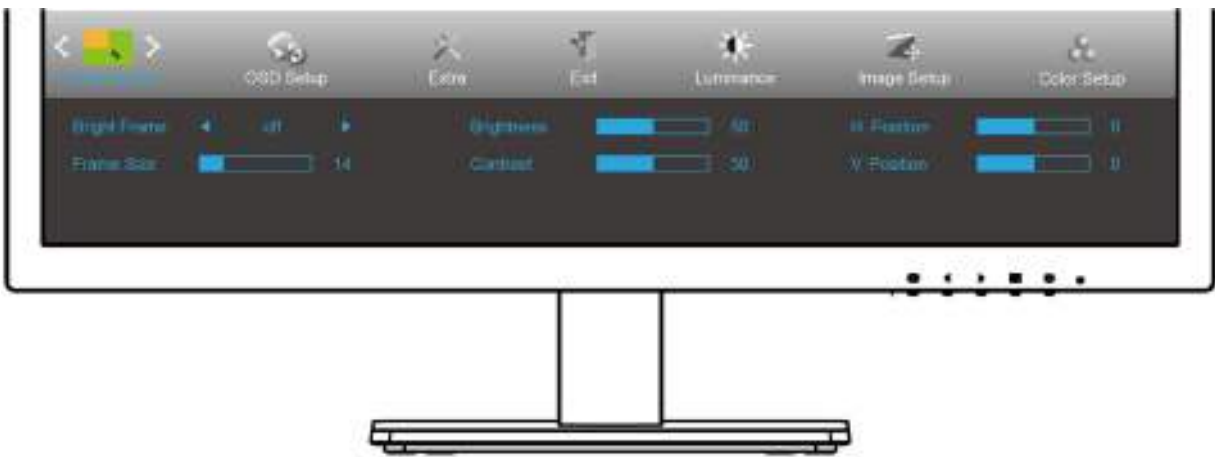 OSD Setup Extra Exit Luminance Image Setup Color Setup
Bright Frame off Brightness 50 H. Position 0
Frame Size 14 Contrast 50 V. Position 0